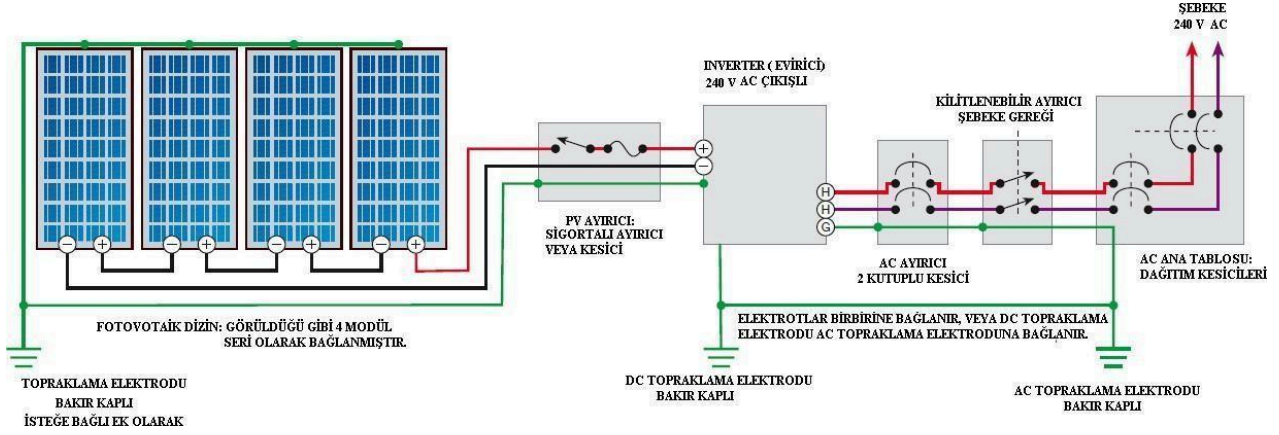 ŞEBEKE
240 V AC
INVERTER ( EVİRİCİ)
240 V AC ÇIKIŞLI
KİLİTLENEBİLİR AYIRICI
ŞEBEKE GEREĞİ
+
−
H
H
G
− + − + − + − +
PV AYIRICI:
SİGORTALI AYIRICI
VEYA KESİCİ
AC AYIRICI
2 KUTUPLU KESİCİ
AC ANA TABLOSU:
DAĞITIM KESİCİLERİ
FOTOVOTAİK DİZİN: GÖRÜLDÜĞÜ GİBİ 4 MODÜL
SERİ OLARAK BAĞLANMIŞTIR.
ELEKTROTLAR BİRBİRİNE BAĞLANIR, VEYA DC TOPRAKLAMA
ELEKTRODU AC TOPRAKLAMA ELEKTRODUNA BAĞLANIR.
TOPRAKLAMA ELEKTRODU
BAKIR KAPLI
İSTEĞE BAĞLI EK OLARAK
DC TOPRAKLAMA ELEKTRODU
BAKIR KAPLI
AC TOPRAKLAMA ELEKTRODU
BAKIR KAPLI